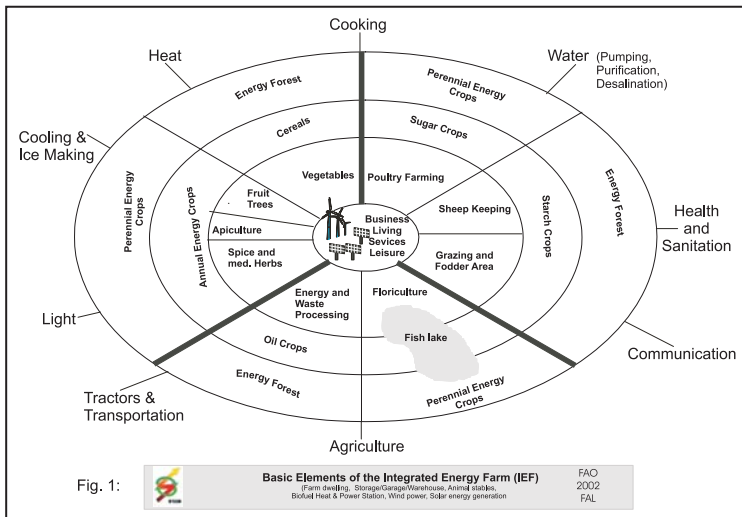 Cooking
Heat
Water (Pumping,
Purification,
Desalination)
Cooling &
Ice Making
Health
and
Sanitation
Light
Communication
Tractors &
Transportation
Agriculture
Energy Forest
Perennial Energy
Crops
Cereals
Sugar Crops
Vegetables
Poultry Farming
Fruit
Trees
Sheep Keeping
Perennial Energy
Crops
Annual Energy Crops
Starch Crops
Energy Forest
Apiculture
Business
Living
Sevices
Leisure
Spice and
med. Herbs
Grazing and
Fodder Area
Energy and
Waste
Processing
Floriculture
Fish lake
Oil Crops
Energy Forest
Perennial Energy
Crops
Fig. 1:
Basic Elements of the Integrated Energy Farm (IEF)
(Farm dwelling, Storage/Garage/Warehouse, Animal stables,
Biofuel Heat & Power Station, Wind power, Solar energy generation
FAO
2002
FAL